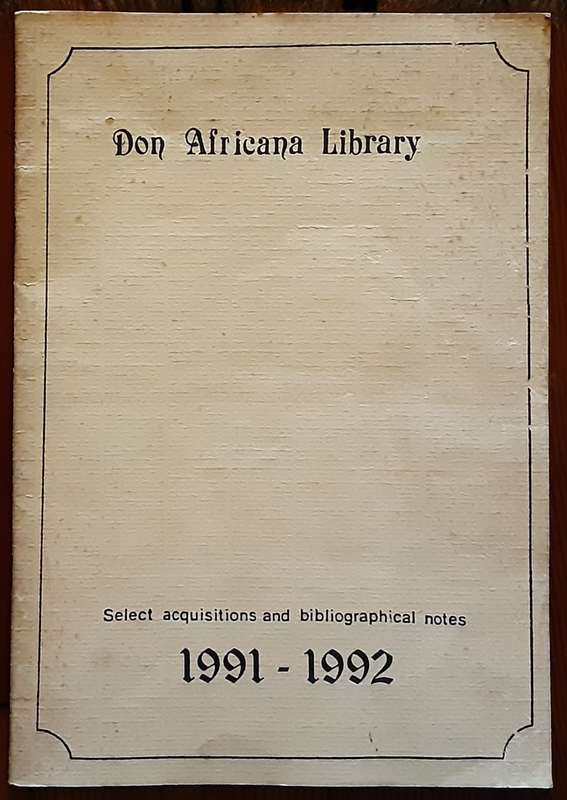 Don Africana Library
Select acquisitions and bibliographical notes
1991 - 1992